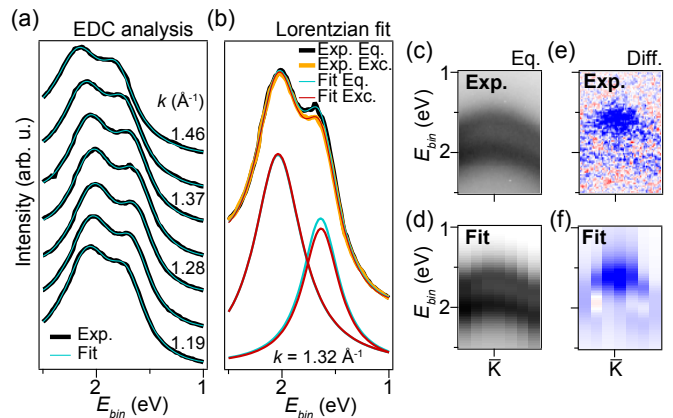 (a) EDC analysis
k (Å⁻¹)
1.46
1.37
1.28
1.19
Exp.
Fit
Intensity (arb. u.)
2 1
E_bin (eV)
(b) Lorentzian fit
Exp. Eq.
Exp. Exc.
Fit Eq.
Fit Exc.
k = 1.32 Å⁻¹
2 1
E_bin (eV)
(c) Eq.
Exp.
1
2
E_bin (eV)
(d)
Fit
1
2
E_bin (eV)
K̅
(e) Diff.
Exp.
(f)
Fit
K̅